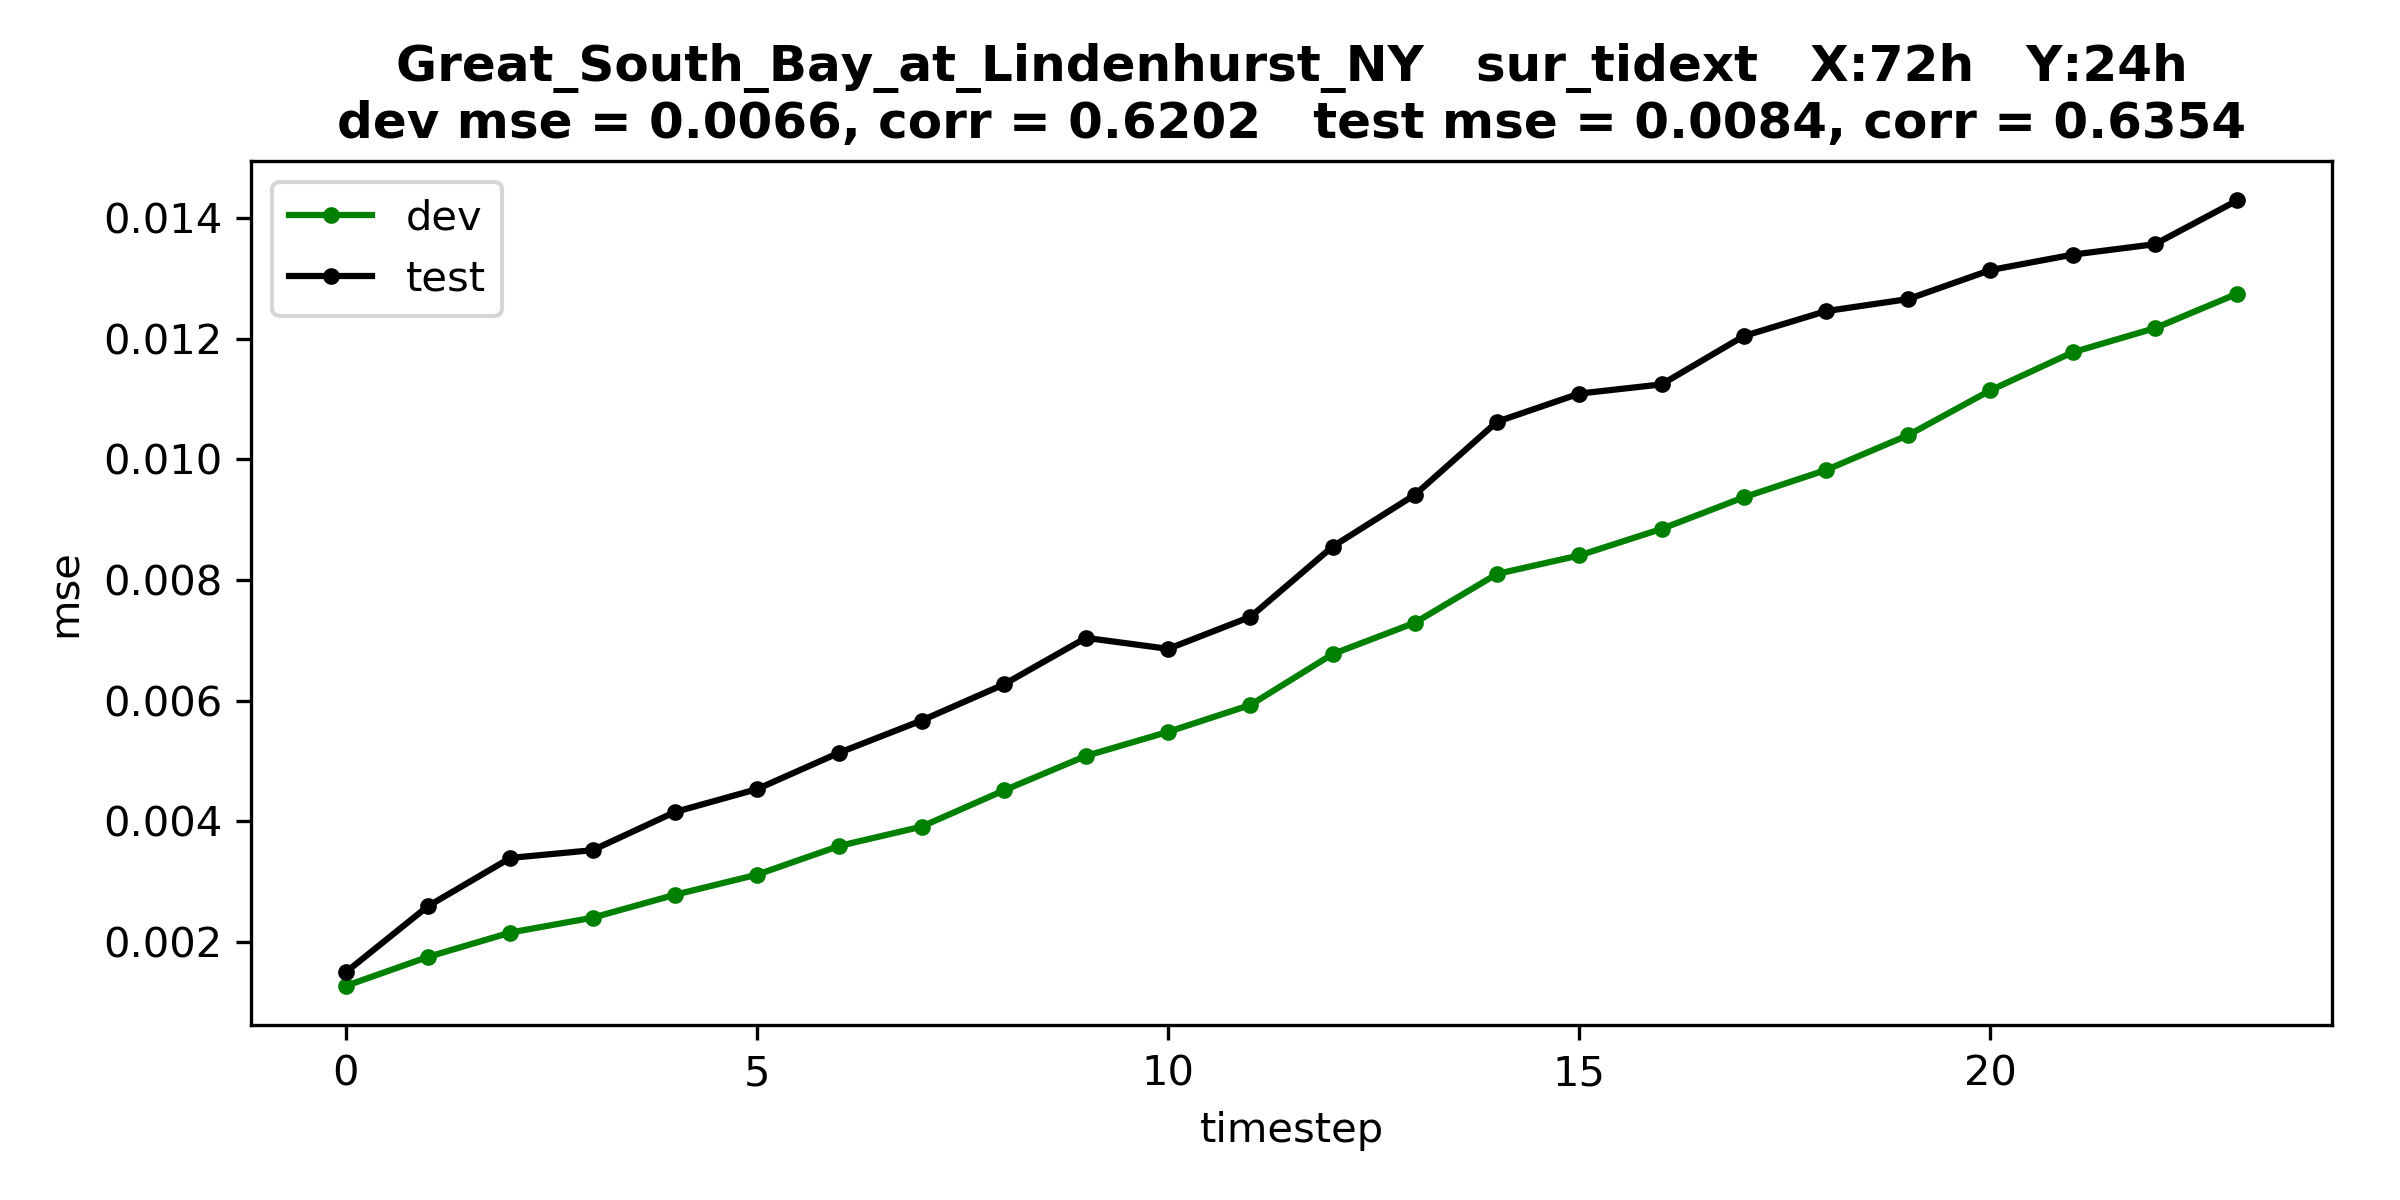 Great_South_Bay_at_Lindenhurst_NY sur_tidext X:72h Y:24h
dev mse = 0.0066, corr = 0.6202 test mse = 0.0084, corr = 0.6354
dev
test
0.014
0.012
0.010
0.008
0.006
0.004
0.002
mse
0 5 10 15 20
timestep